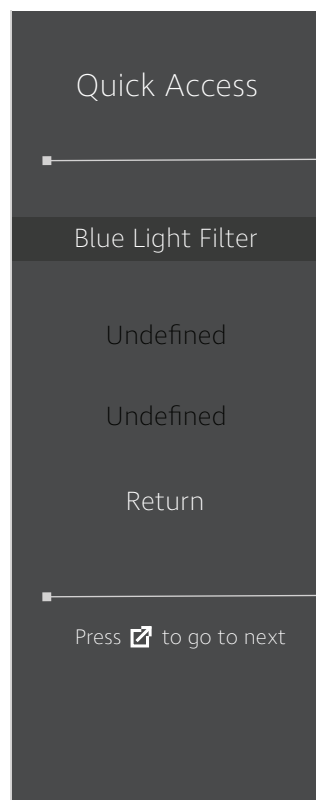 Quick Access
Blue Light Filter
Undefined
Undefined
Return
Press to go to next